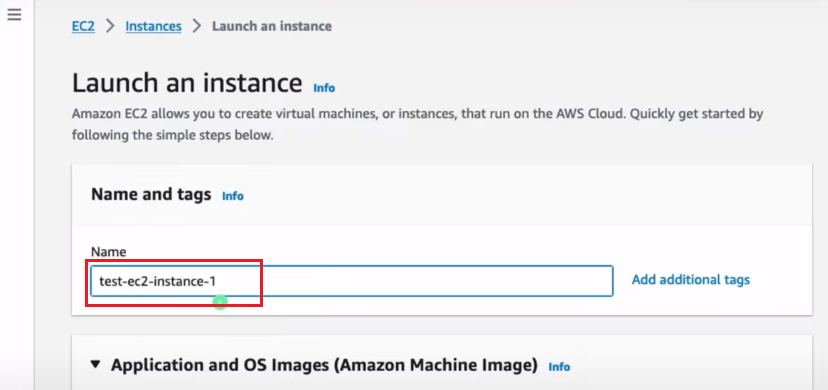 EC2 > Instances > Launch an instance
Launch an instance Info
Amazon EC2 allows you to create virtual machines, or instances, that run on the AWS Cloud. Quickly get started by
following the simple steps below.
Name and tags Info
Name
test-ec2-instance-1
Add additional tags
▼ Application and OS Images (Amazon Machine Image) Info